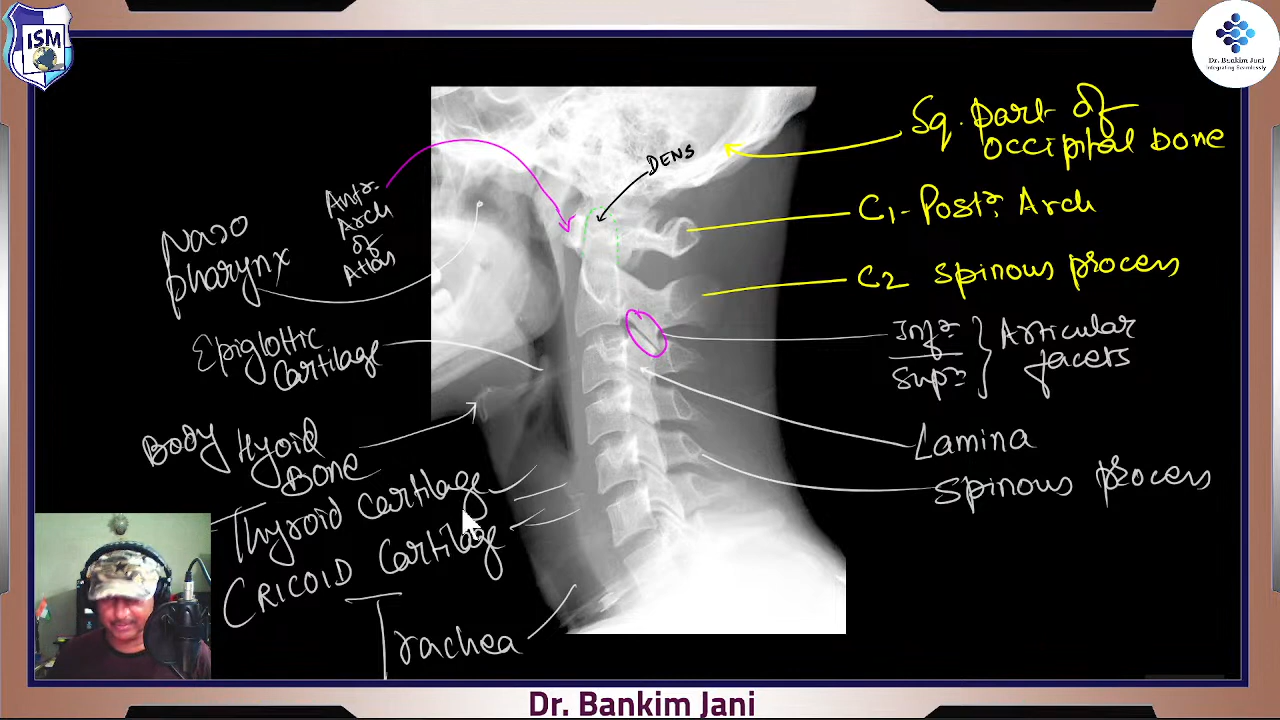 ISM
Dr. Bankim Jani
Integrating Seamlessly
Sq. part of
occipital bone
DENS
Antr.
Arch
of
Atlas
C1 - Postr. Arch
Naso
pharynx
C2 Spinous process
Epiglottic
Cartilage
Infr
Supr
Articular
facets
Body Hyoid
Bone
Lamina
Thyroid Cartilage
Spinous process
CRICOID Cartilage
Trachea
Dr. Bankim Jani